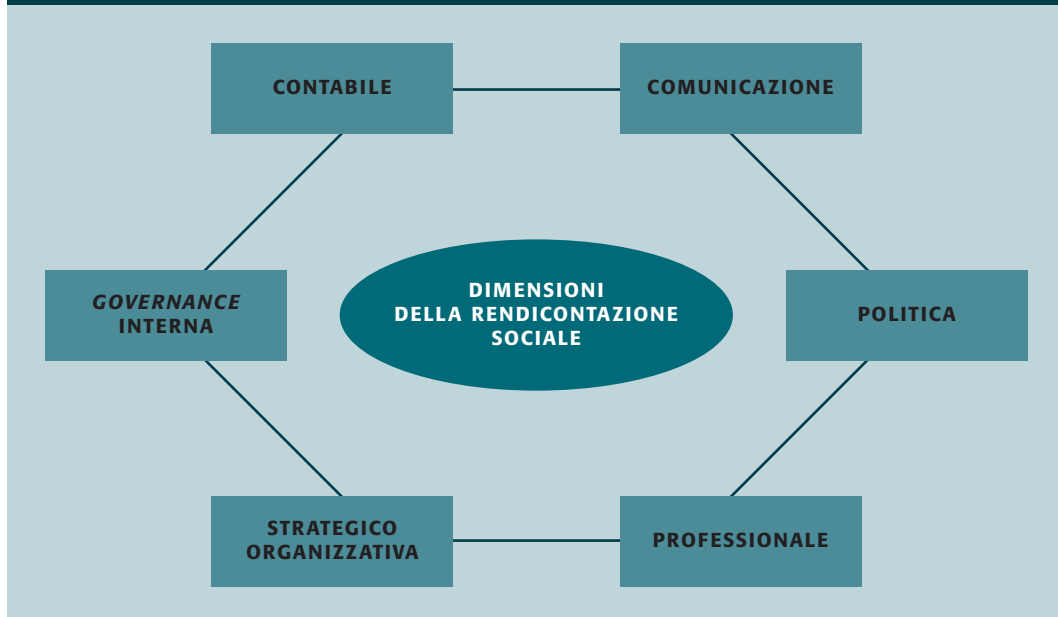 CONTABILE
COMUNICAZIONE
GOVERNANCE
INTERNA
DIMENSIONI
DELLA RENDICONTAZIONE
SOCIALE
POLITICA
STRATEGICO
ORGANIZZATIVA
PROFESSIONALE